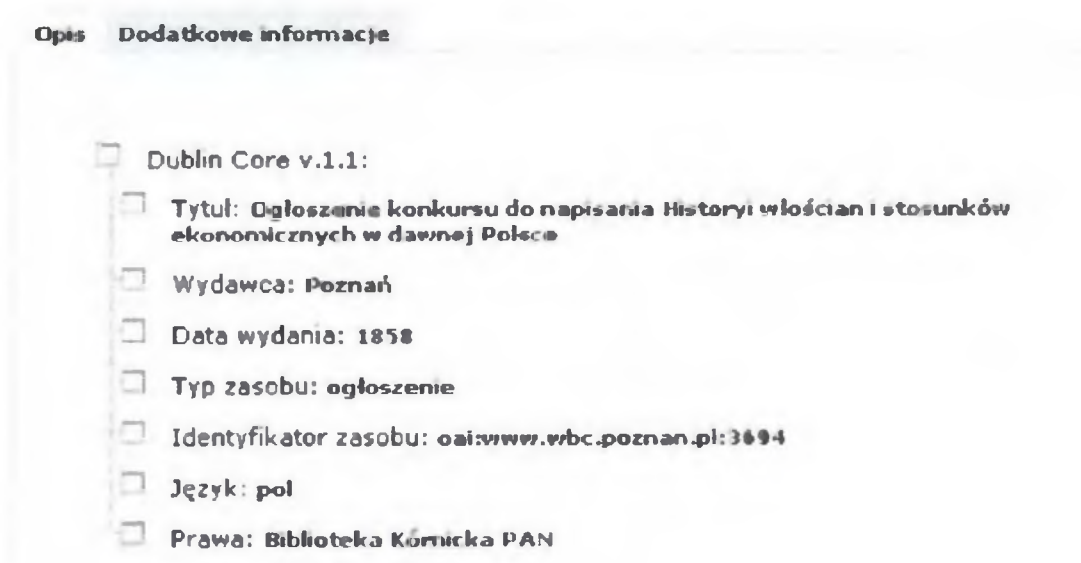 Opis Dodatkowe informacje
Dublin Core v.1.1:
Tytuł: Ogłoszenie konkursu do napisania Historyi włościan i stosunków
ekonomicznych w dawnej Polsce
Wydawca: Poznań
Data wydania: 1858
Typ zasobu: ogłoszenie
Identyfikator zasobu: oai:www.wbc.poznan.pl:3694
Język: pol
Prawa: Biblioteka Kórnicka PAN